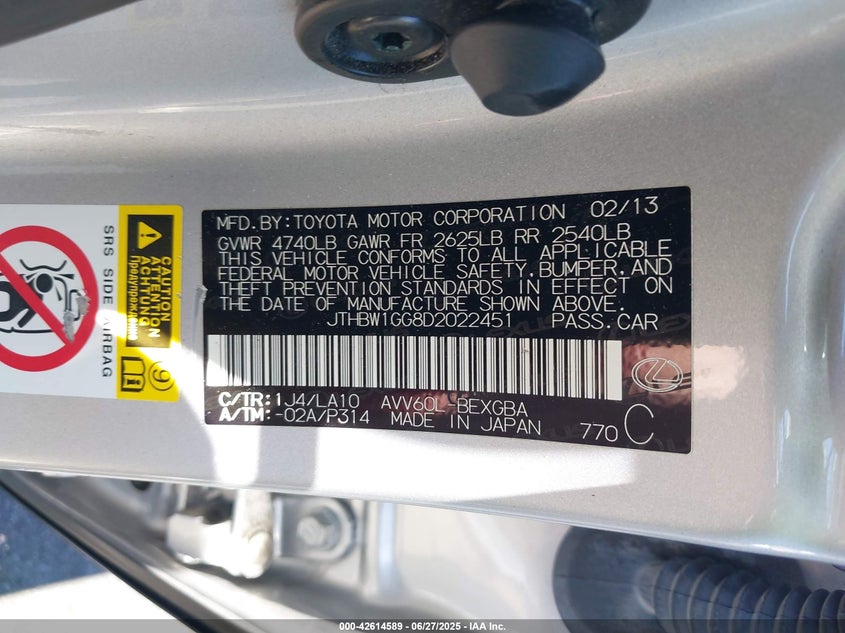 MFD.BY:TOYOTA MOTOR CORPORATION 02/13
GVWR 4740LB GAWR FR 2625LB RR 2540LB
THIS VEHICLE CONFORMS TO ALL APPLICABLE
FEDERAL MOTOR VEHICLE SAFETY,BUMPER,AND
THEFT PREVENTION STANDARDS IN EFFECT ON
THE DATE OF MANUFACTURE SHOWN ABOVE.
JTHBW1GG8D2022451 PASS.CAR
C/TR:1J4/LA10 AVV60L-BEXGBA
A/TM:-02A/P314 MADE IN JAPAN 770 C
SRS SIDE AIRBAG
CAUTION
ATTENTION
ACHTUNG
Предупреждение
9
000-42614589 - 06/27/2025 - IAA Inc.